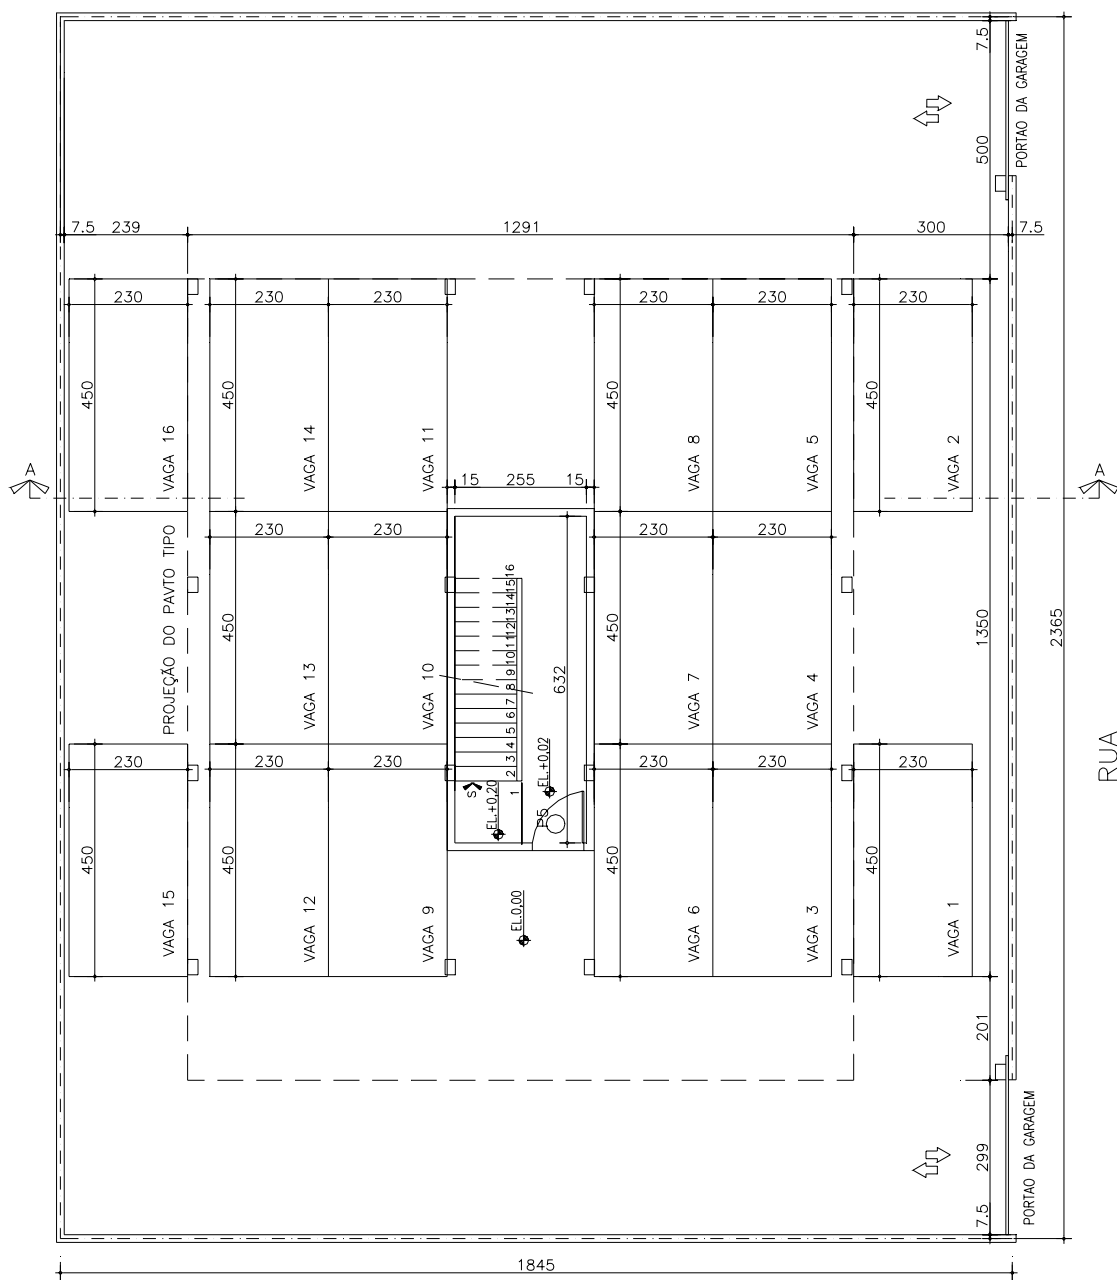 7.5
PORTAO DA GARAGEM
500
7.5 239
1291
300
7.5
230
230
230
230
230
230
450
450
450
450
VAGA 16
VAGA 14
VAGA 11
VAGA 8
VAGA 5
VAGA 2
A
A
15
255
15
PROJEÇÃO DO PAVTO TIPO
230
230
230
230
450
450
1350
2365
VAGA 13
VAGA 10
VAGA 7
VAGA 4
16
15
14
13
12
11
10
9
8
7
6
5
4
3
2
1
632
S
EL.+0,20
EL.+0,02
P5
RUA
230
230
230
230
230
230
450
450
450
450
VAGA 15
VAGA 12
VAGA 9
EL.0,00
VAGA 6
VAGA 3
VAGA 1
201
299
PORTAO DA GARAGEM
7.5
1845